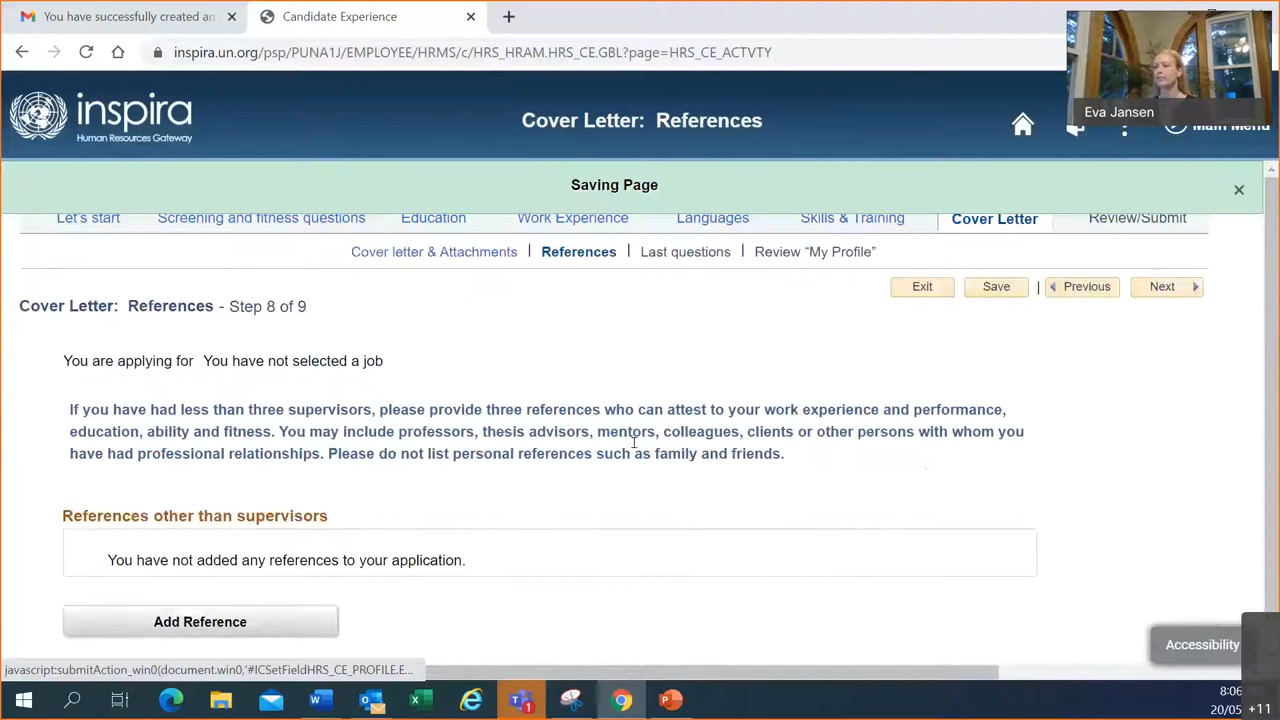 You have successfully created an
Candidate Experience
inspira.un.org/psp/PUNA1J/EMPLOYEE/HRMS/c/HRS_HRAM.HRS_CE.GBL?page=HRS_CE_ACTVTY
Eva Jansen
inspira
Human Resources Gateway
Cover Letter: References
Main Menu
Saving Page
Let's start Screening and fitness questions Education Work Experience Languages Skills & Training Cover Letter Review/Submit
Cover letter & Attachments | References | Last questions | Review “My Profile”
Exit Save | Previous Next
Cover Letter: References - Step 8 of 9
You are applying for You have not selected a job
If you have had less than three supervisors, please provide three references who can attest to your work experience and performance,
education, ability and fitness. You may include professors, thesis advisors, mentors, colleagues, clients or other persons with whom you
have had professional relationships. Please do not list personal references such as family and friends.
References other than supervisors
You have not added any references to your application.
Add Reference
Accessibility
javascript:submitAction_win0(document.win0,'#ICSetFieldHRS_CE_PROFILE.E...
8:06
20/05
+11